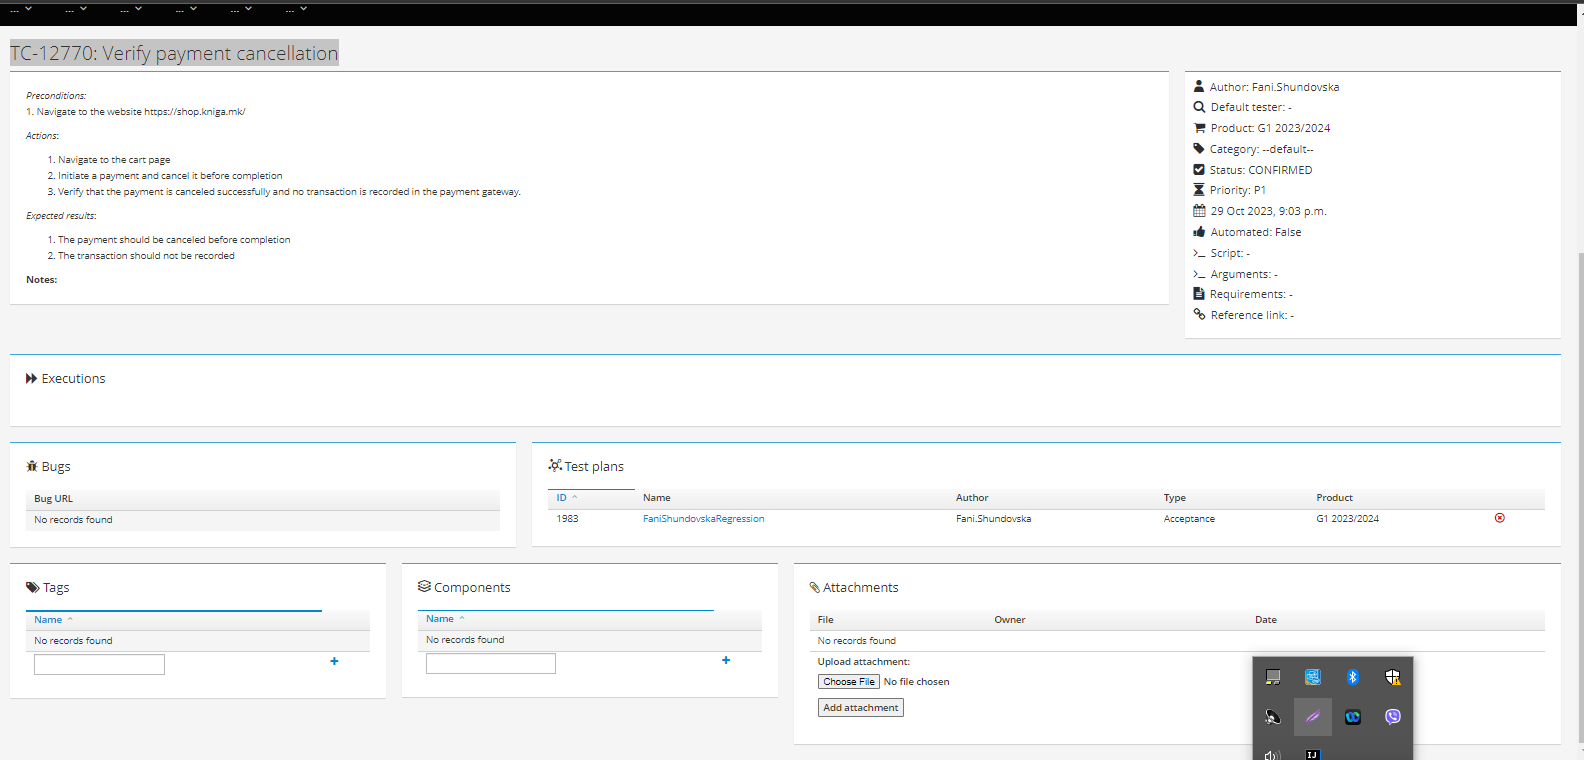 ... ... ... ... ... ...
TC-12770: Verify payment cancellation
Preconditions:
1. Navigate to the website https://shop.kniga.mk/
Actions:
1. Navigate to the cart page
2. Initiate a payment and cancel it before completion
3. Verify that the payment is canceled successfully and no transaction is recorded in the payment gateway.
Expected results:
1. The payment should be canceled before completion
2. The transaction should not be recorded
Notes:
Author: Fani.Shundovska
Default tester: -
Product: G1 2023/2024
Category: --default--
Status: CONFIRMED
Priority: P1
29 Oct 2023, 9:03 p.m.
Automated: False
Script: -
Arguments: -
Requirements: -
Reference link: -
Executions
Bugs
Bug URL
No records found
Test plans
ID Name Author Type Product
1983 FaniShundovskaRegression Fani.Shundovska Acceptance G1 2023/2024
Tags
Name
No records found
Components
Name
No records found
Attachments
File Owner Date
No records found
Upload attachment:
Choose File No file chosen
Add attachment
IJ